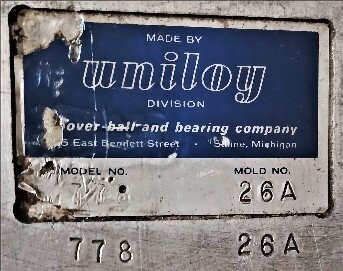 MADE BY
uniloy
DIVISION
over ball and bearing company
5 East Bennett Street · Saline, Michigan
MODEL NO. MOLD NO.
778 26A
778 26A